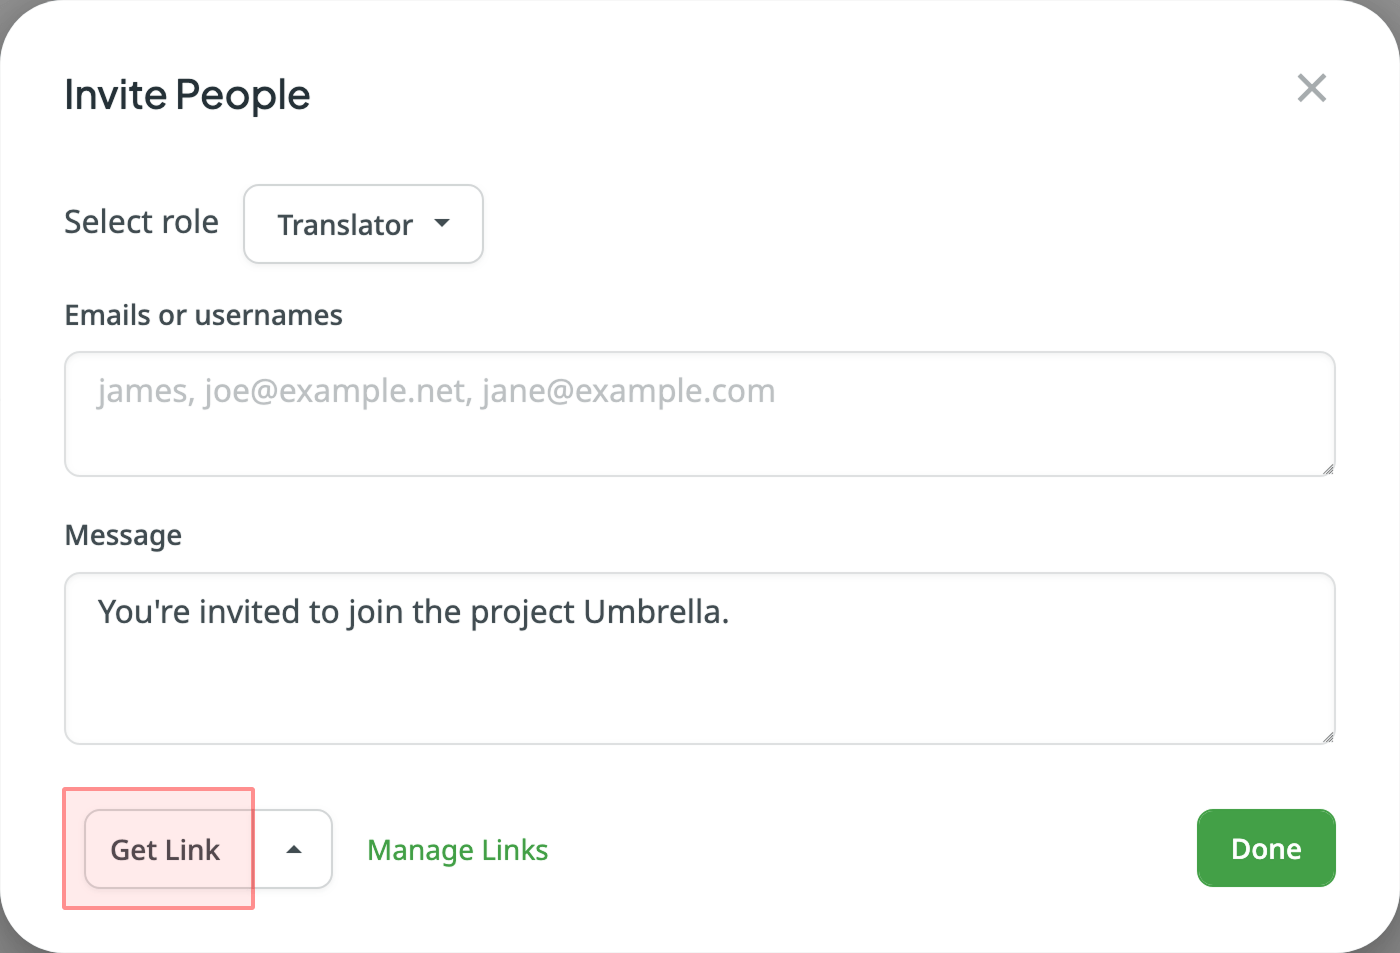 Invite People
Select role
Translator
Emails or usernames
james, joe@example.net, jane@example.com
Message
You're invited to join the project Umbrella.
Get Link
Manage Links
Done